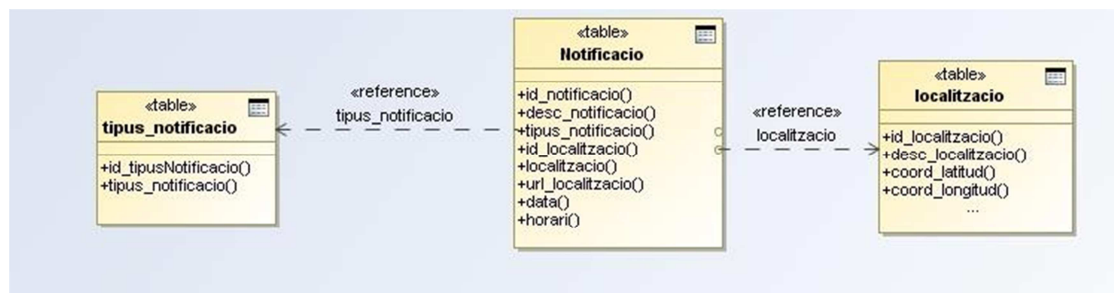 «table»
tipus_notificacio
+id_tipusNotificacio()
+tipus_notificacio()
«reference»
tipus_notificacio
«table»
Notificacio
+id_notificacio()
+desc_notificacio()
+tipus_notificacio()
+id_localitzacio()
+localitzacio()
+url_localitzacio()
+data()
+horari()
«reference»
localitzacio
«table»
localitzacio
+id_localitzacio()
+desc_localitzacio()
+coord_latitud()
+coord_longitud()
...